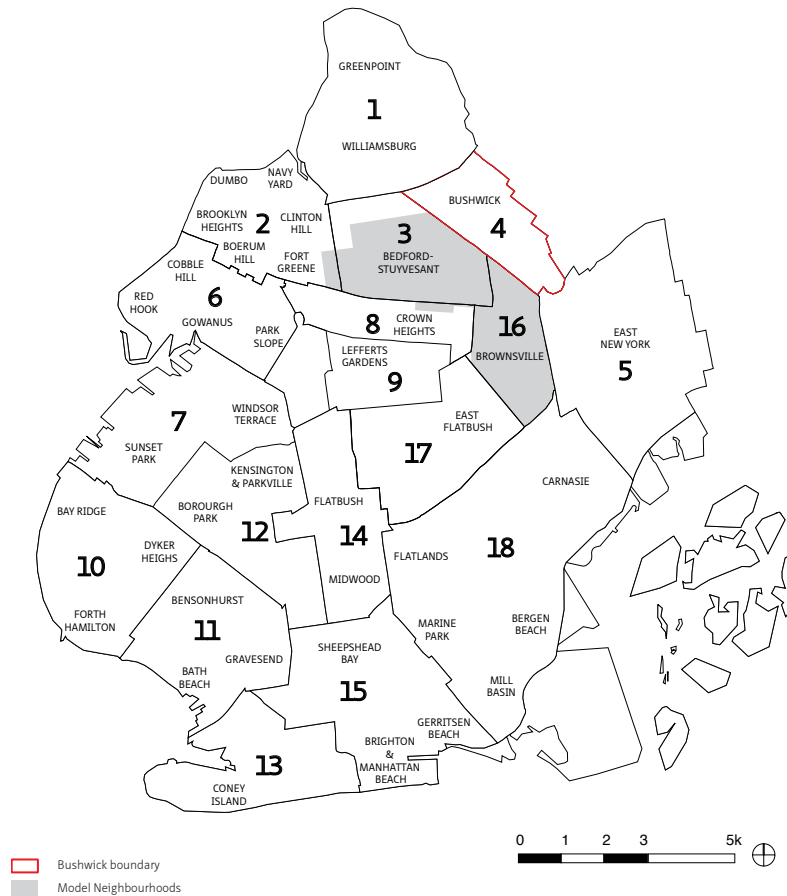 GREENPOINT
1
WILLIAMSBURG
DUMBO
NAVY
YARD
BROOKLYN
HEIGHTS
2
CLINTON
HILL
BOERUM
HILL
FORT
GREENE
3
BEDFORD-
STUYVESANT
BUSHWICK
4
COBBLE
HILL
RED
HOOK
6
GOWANUS
PARK
SLOPE
8
CROWN
HEIGHTS
16
BROWNSVILLE
EAST
NEW YORK
5
LEFFERTS
GARDENS
9
7
WINDSOR
TERRACE
SUNSET
PARK
EAST
FLATBUSH
17
KENSINGTON
& PARKVILLE
BOROURGH
PARK
12
FLATBUSH
14
MIDWOOD
CARNASIE
18
FLATLANDS
MARINE
PARK
BERGEN
BEACH
MILL
BASIN
BAY RIDGE
DYKER
HEIGHS
10
FORTH
HAMILTON
BENSONHURST
11
GRAVESEND
BATH
BEACH
SHEEPSHEAD
BAY
15
GERRITSEN
BEACH
BRIGHTON
&
MANHATTAN
BEACH
13
CONEY
ISLAND
0 1 2 3 5k
Bushwick boundary
Model Neighbourhoods